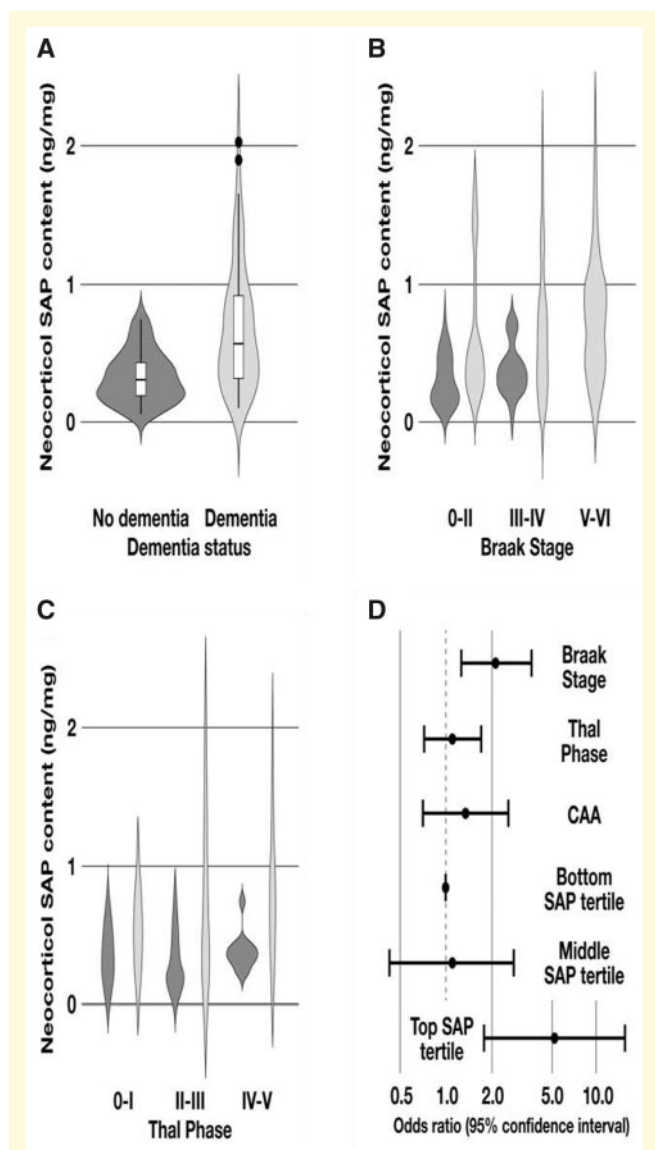 A
Neocorticol SAP content (ng/mg)
2
1
0
No dementia Dementia
Dementia status
B
Neocorticol SAP content (ng/mg)
2
1
0
0-II III-IV V-VI
Braak Stage
C
Neocorticol SAP content (ng/mg)
2
1
0
0-I II-III IV-V
Thal Phase
D
Braak
Stage
Thal
Phase
CAA
Bottom
SAP tertile
Middle
SAP tertile
Top SAP
tertile
0.5 1.0 2.0 5.0 10.0
Odds ratio (95% confidence interval)